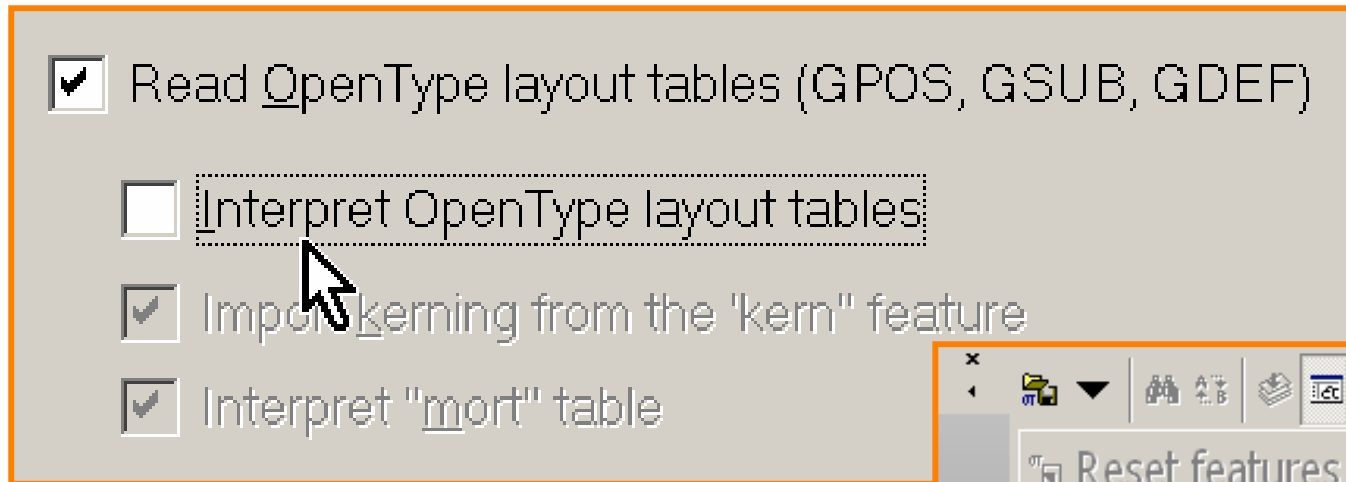 Read OpenType layout tables (GPOS, GSUB, GDEF)
Interpret OpenType layout tables
Import kerning from the 'kern" feature
Interpret "mort" table
Reset features